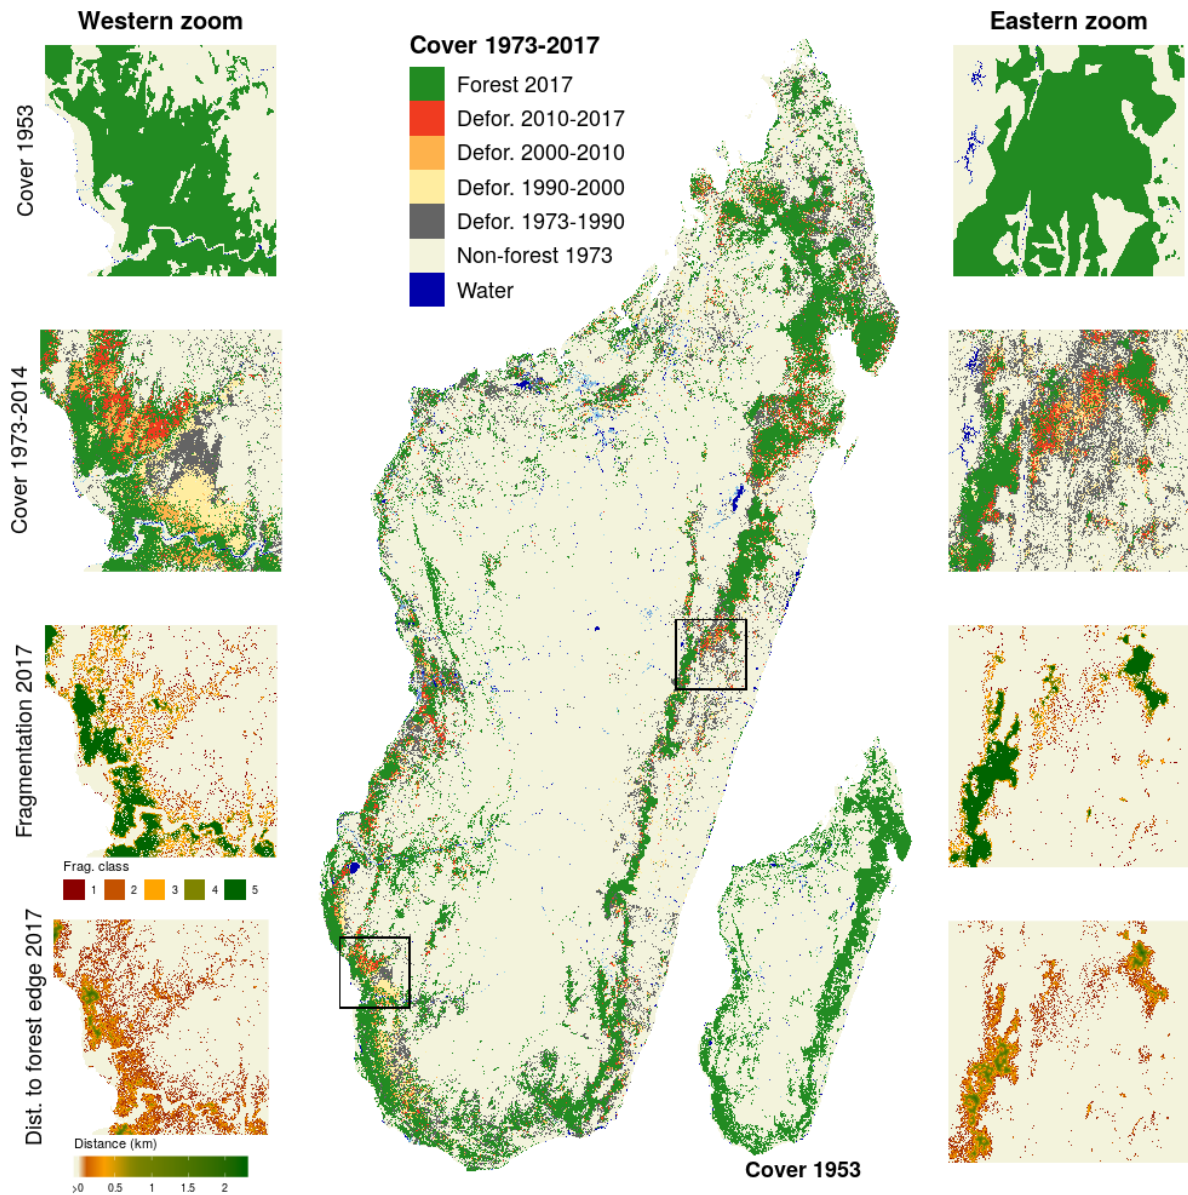 Western zoom
Eastern zoom
Cover 1953
Cover 1973-2017
Forest 2017
Defor. 2010-2017
Defor. 2000-2010
Defor. 1990-2000
Defor. 1973-1990
Non-forest 1973
Water
Cover 1973-2014
Fragmentation 2017
Frag. class
1 2 3 4 5
Dist. to forest edge 2017
Distance (km)
>0 0.5 1 1.5 2
Cover 1953